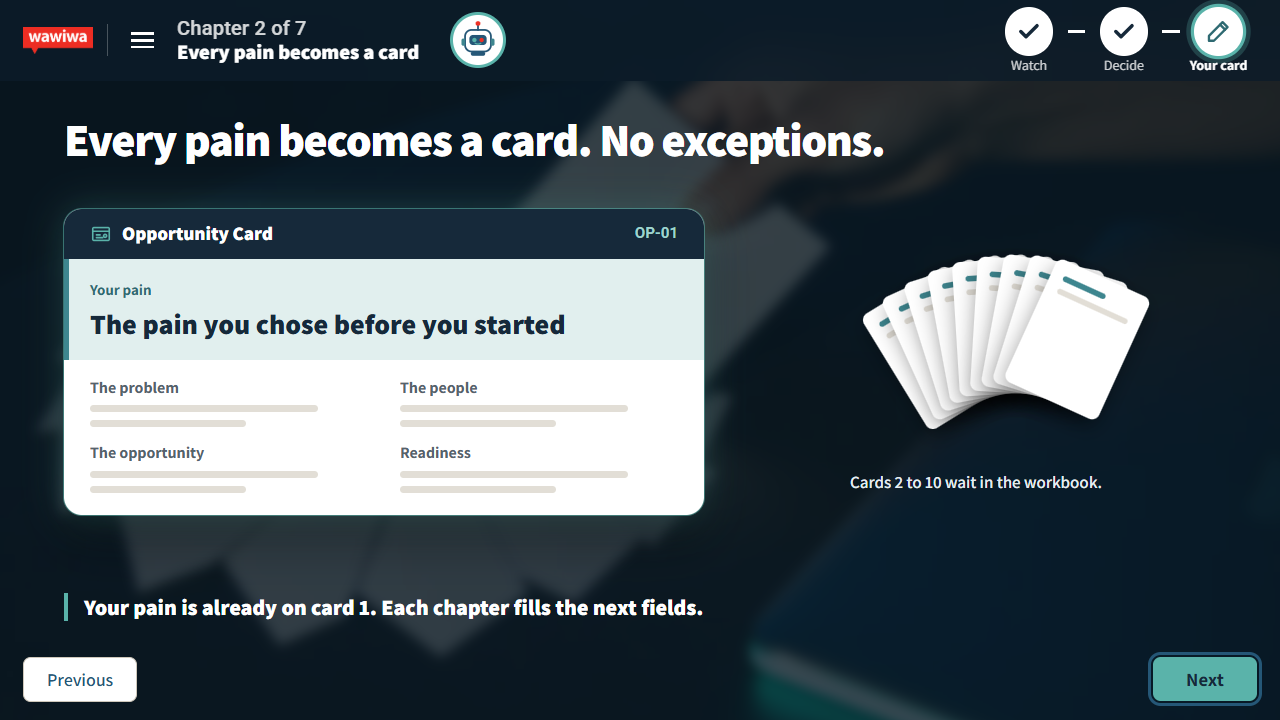 wawiwa
Chapter 2 of 7
Every pain becomes a card
Watch
Decide
Your card
Every pain becomes a card. No exceptions.
Opportunity Card
OP-01
Your pain
The pain you chose before you started
The problem
The people
The opportunity
Readiness
Cards 2 to 10 wait in the workbook.
Your pain is already on card 1. Each chapter fills the next fields.
Previous
Next